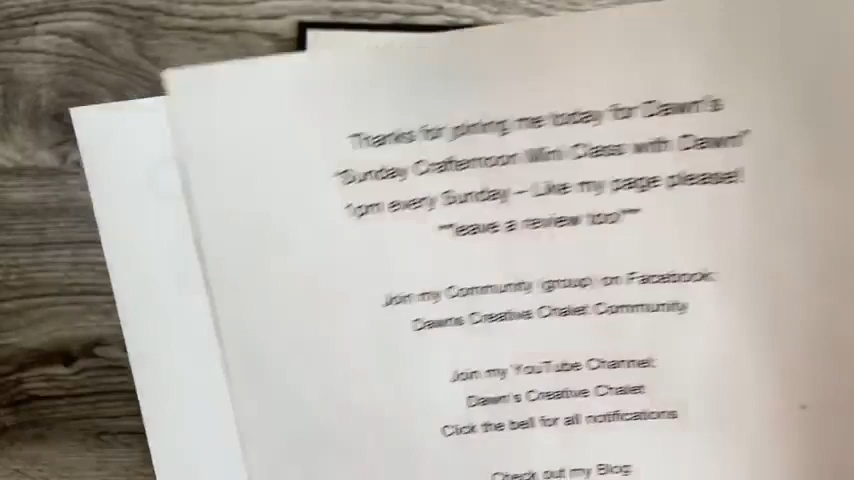 Thanks for joining me today for Dawn's
"Sunday Crafternoon Mini Class with Dawn!"
1pm every Sunday – Like my page please!
**leave a review too!**
Join my Community (group) on Facebook:
Dawns Creative Chalet Community
Join my YouTube Channel:
Dawn's Creative Chalet
Click the bell for all notifications
Check out my Blog: